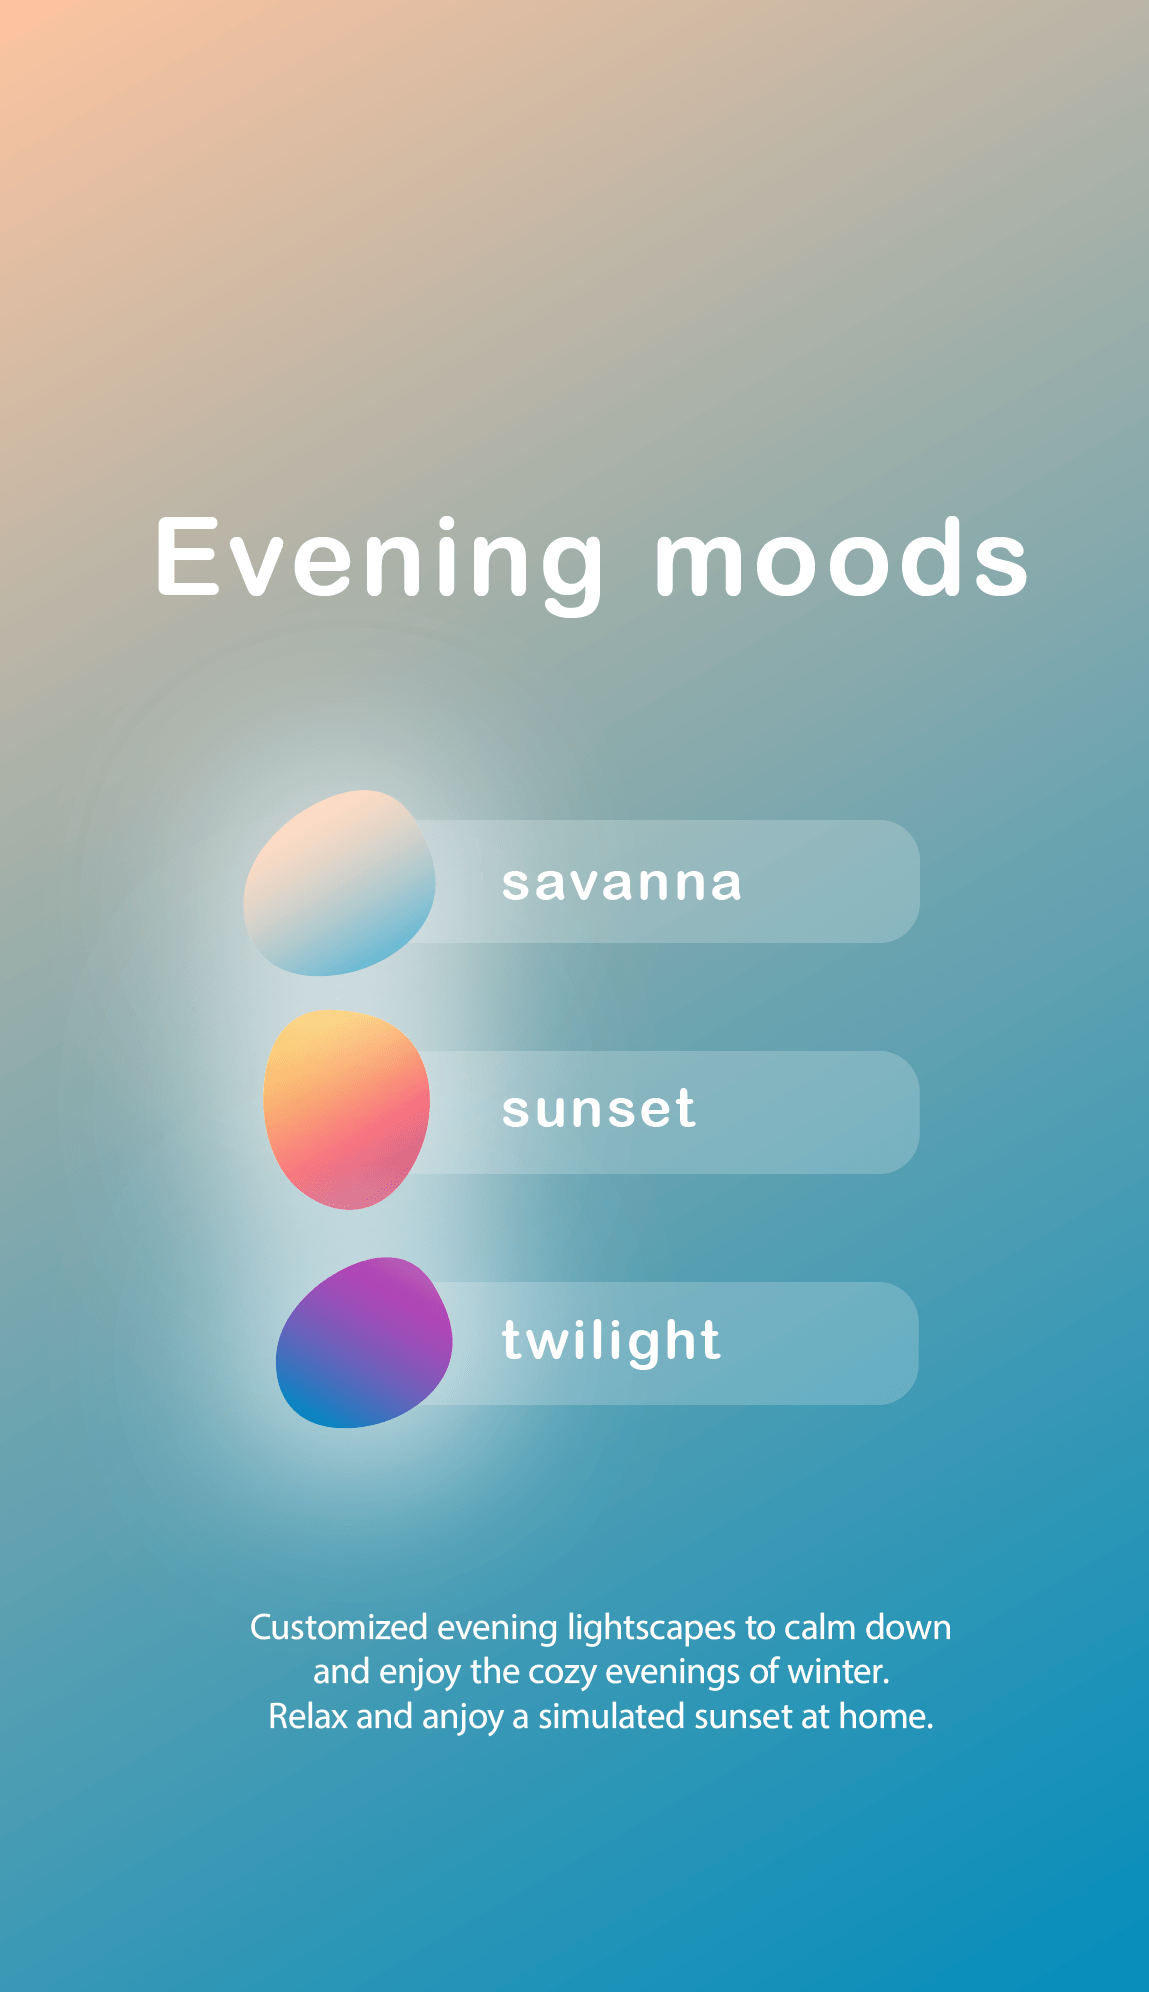 Evening moods
savanna
sunset
twilight
Customized evening lightscapes to calm down
and enjoy the cozy evenings of winter.
Relax and anjoy a simulated sunset at home.